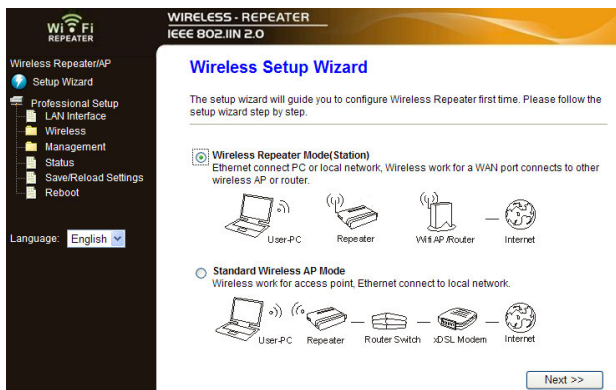 Wi Fi
REPEATER
WIRELESS - REPEATER
IEEE 802.11N 2.0
Wireless Repeater/AP
Setup Wizard
Professional Setup
LAN Interface
Wireless
Management
Status
Save/Reload Settings
Reboot
Language: English
Wireless Setup Wizard
The setup wizard will guide you to configure Wireless Repeater first time. Please follow the
setup wizard step by step.
Wireless Repeater Mode(Station)
Ethernet connect PC or local network, Wireless work for a WAN port connects to other
wireless AP or router.
User-PC Repeater Wifi AP /Router Internet
Standard Wireless AP Mode
Wireless work for access point, Ethernet connect to local network.
User-PC Repeater Router Switch xDSL Modem Internet
Next >>